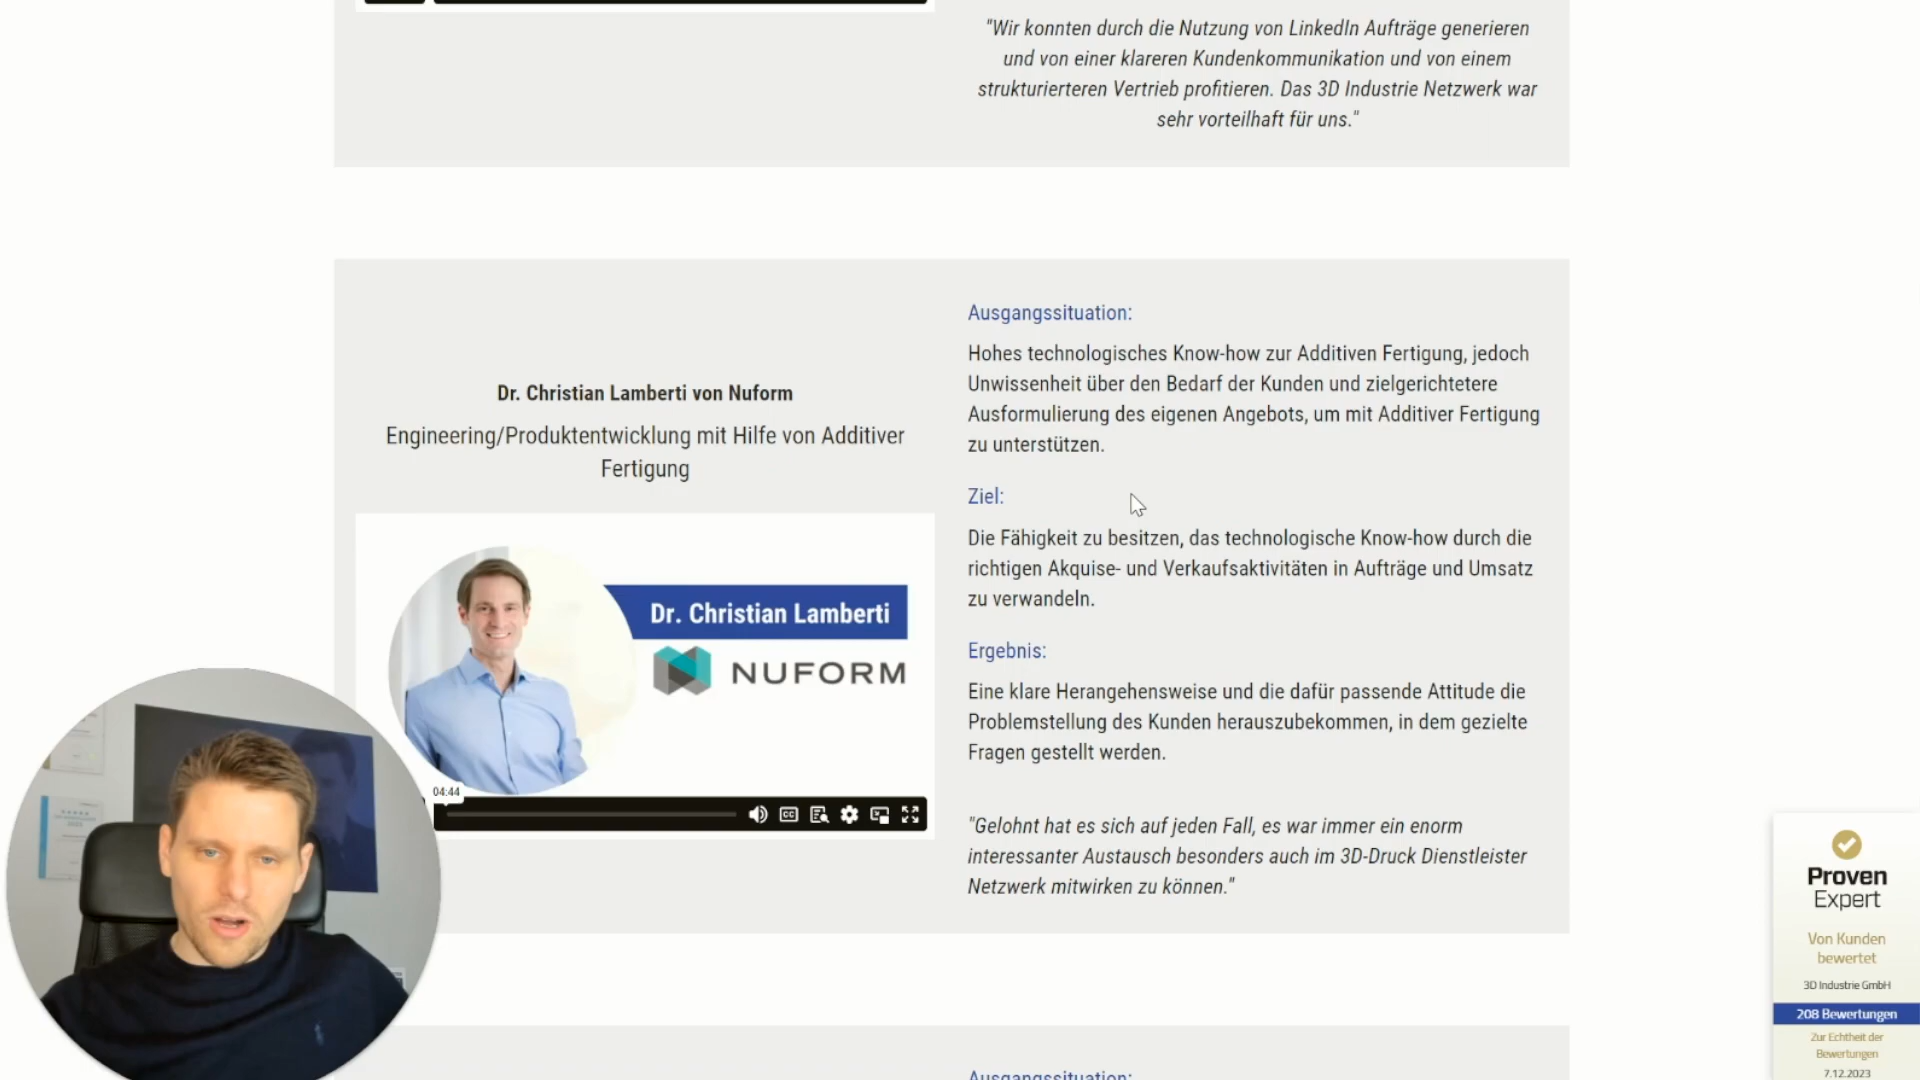 "Wir konnten durch die Nutzung von LinkedIn Aufträge generieren
und von einer klareren Kundenkommunikation und von einem
strukturierteren Vertrieb profitieren. Das 3D Industrie Netzwerk war
sehr vorteilhaft für uns."
Dr. Christian Lamberti von Nuform
Engineering/Produktentwicklung mit Hilfe von Additiver
Fertigung
Dr. Christian Lamberti
NUFORM
04:44
CC
Ausgangssituation:
Hohes technologisches Know-how zur Additiven Fertigung, jedoch
Unwissenheit über den Bedarf der Kunden und zielgerichtetere
Ausformulierung des eigenen Angebots, um mit Additiver Fertigung
zu unterstützen.
Ziel:
Die Fähigkeit zu besitzen, das technologische Know-how durch die
richtigen Akquise- und Verkaufsaktivitäten in Aufträge und Umsatz
zu verwandeln.
Ergebnis:
Eine klare Herangehensweise und die dafür passende Attitude die
Problemstellung des Kunden herauszubekommen, in dem gezielte
Fragen gestellt werden.
"Gelohnt hat es sich auf jeden Fall, es war immer ein enorm
interessanter Austausch besonders auch im 3D-Druck Dienstleister
Netzwerk mitwirken zu können."
Ausgangssituation:
Proven
Expert
Von Kunden
bewertet
3D Industrie GmbH
208 Bewertungen
Zur Echtheit der
Bewertungen
7.12.2023